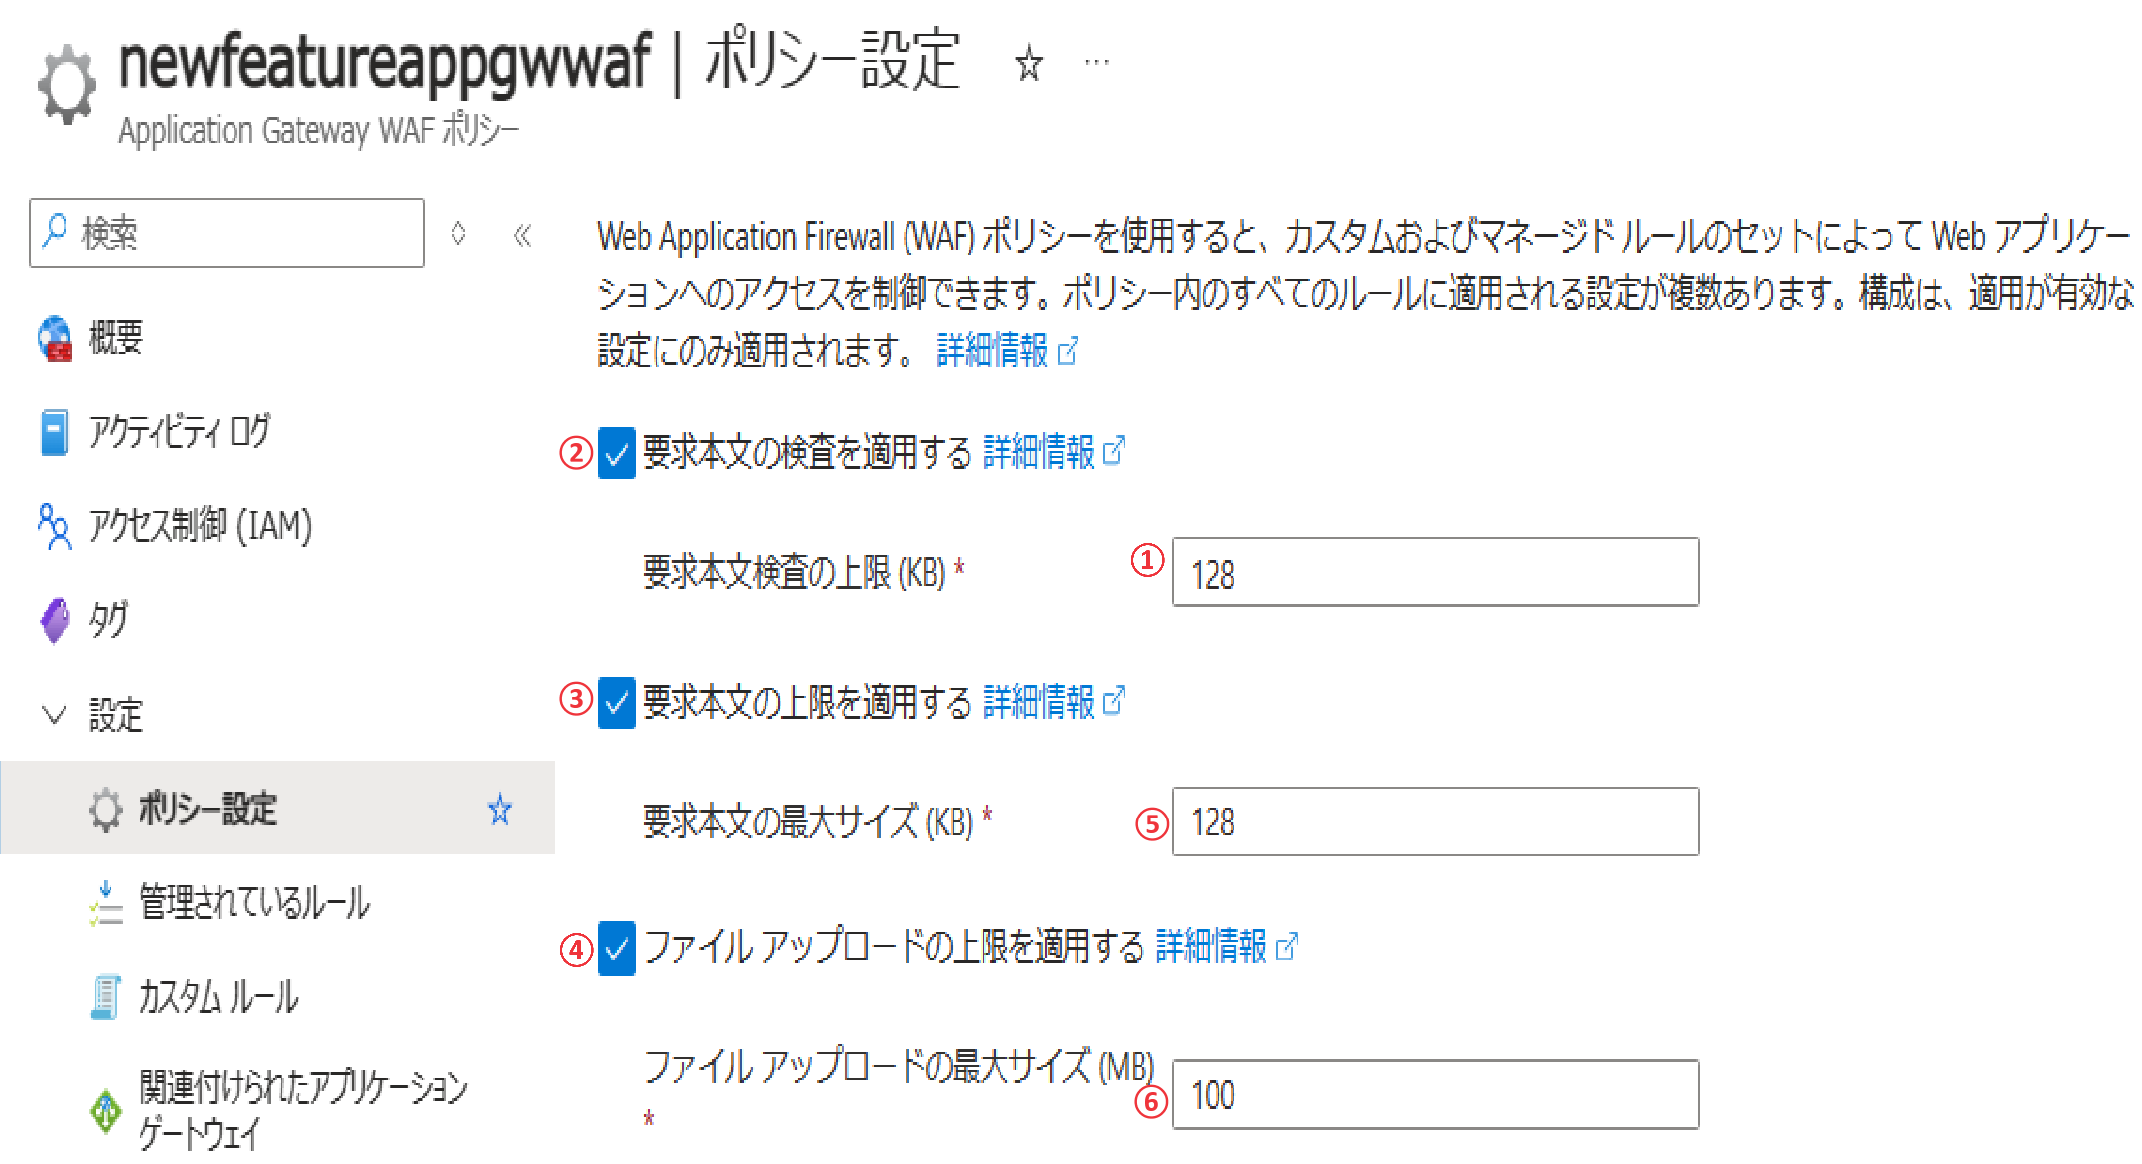 newfeatureappgwwaf | ポリシー設定
Application Gateway WAF ポリシー
検索
概要
アクティビティ ログ
アクセス制御 (IAM)
タグ
設定
ポリシー設定
管理されているルール
カスタム ルール
関連付けられたアプリケーション
ゲートウェイ
Web Application Firewall (WAF) ポリシーを使用すると、カスタムおよびマネージド ルールのセットによって Web アプリケー
ションへのアクセスを制御できます。ポリシー内のすべてのルールに適用される設定が複数あります。構成は、適用が有効な
設定にのみ適用されます。 詳細情報
② 要求本文の検査を適用する 詳細情報
要求本文検査の上限 (KB) * ① 128
③ 要求本文の上限を適用する 詳細情報
要求本文の最大サイズ (KB) * ⑤ 128
④ ファイル アップロードの上限を適用する 詳細情報
ファイル アップロードの最大サイズ (MB)
* ⑥ 100